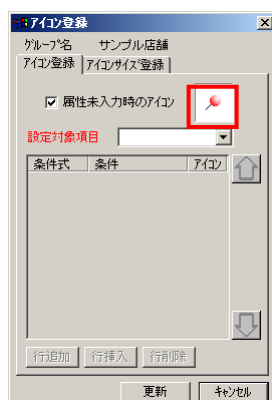 アイコン登録
グループ名 サンプル店舗
アイコン登録 アイコンサイズ登録
属性未入力時のアイコン
設定対象項目
条件式 条件 アイコン
行追加 行挿入 行削除
更新 キャンセル